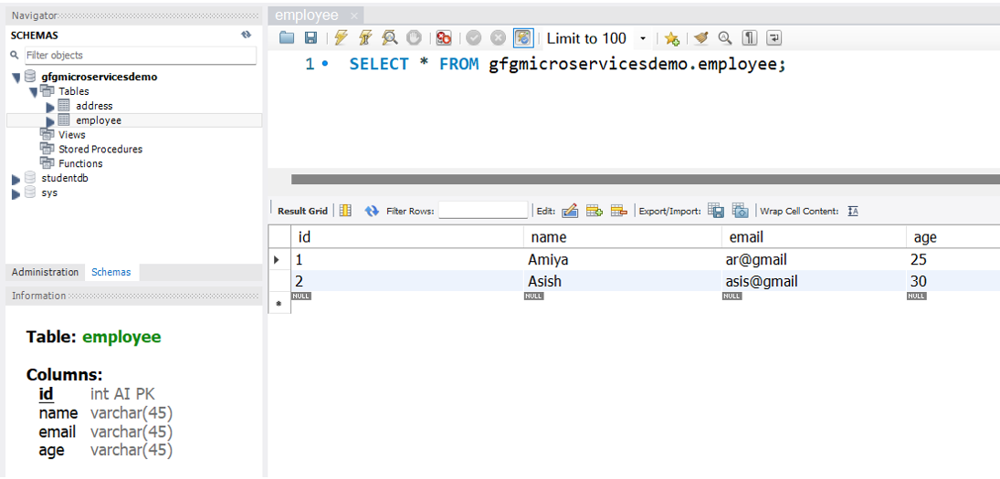 Navigator
SCHEMAS
Filter objects
gfgmicroservicesdemo
Tables
address
employee
Views
Stored Procedures
Functions
studentdb
sys
Administration Schemas
Information
Table: employee
Columns:
id int AI PK
name varchar(45)
email varchar(45)
age varchar(45)
employee ×
Limit to 100
1 SELECT * FROM gfgmicroservicesdemo.employee;
Result Grid Filter Rows: Edit: Export/Import: Wrap Cell Content:
id name email age
1 Amiya ar@gmail 25
2 Asish asis@gmail 30
NULL NULL NULL NULL